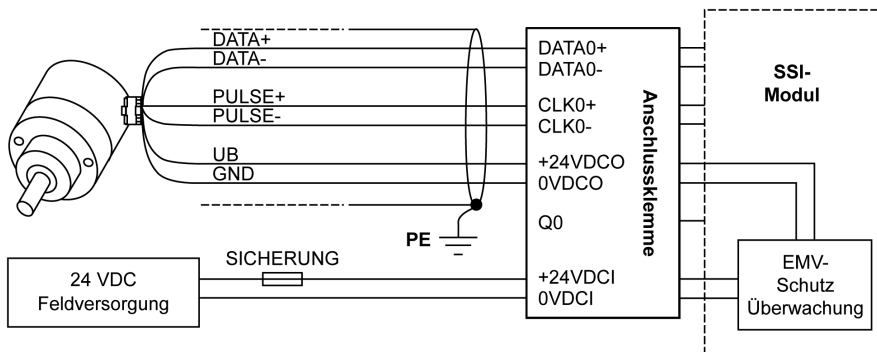 DATA+
DATA-
PULSE+
PULSE-
UB
GND
PE
SICHERUNG
24 VDC
Feldversorgung
DATA0+
DATA0-
CLK0+
CLK0-
+24VDCO
0VDCO
Q0
+24VDCI
0VDCI
Anschlussklemme
SSI-
Modul
EMV-
Schutz
Überwachung